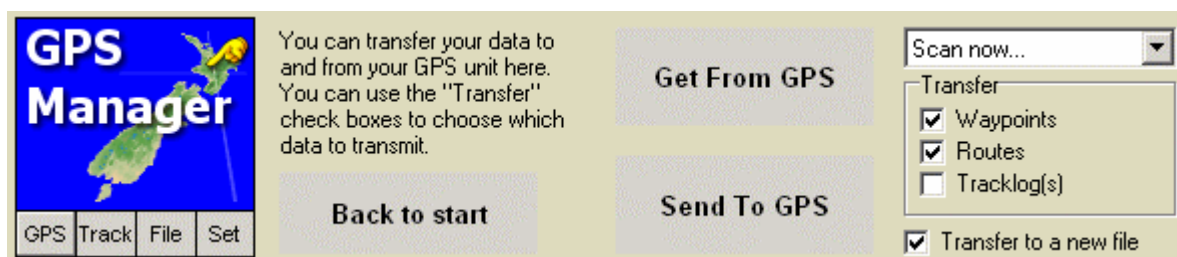 GPS
Manager
GPS Track File Set
You can transfer your data to
and from your GPS unit here.
You can use the "Transfer"
check boxes to choose which
data to transmit.
Back to start
Get From GPS
Send To GPS
Scan now...
Transfer
Waypoints
Routes
Tracklog(s)
Transfer to a new file